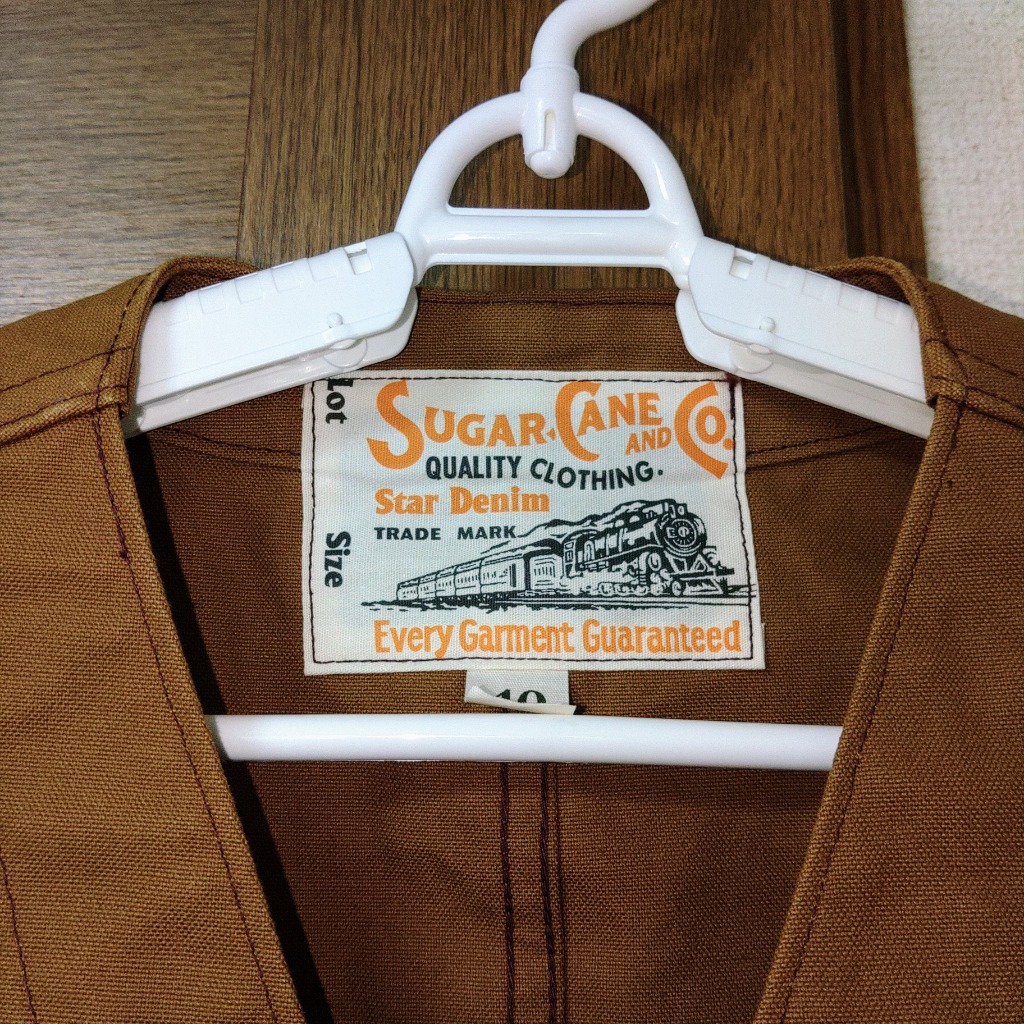 Lot
SUGAR CANE AND CO.
QUALITY CLOTHING.
Star Denim
TRADE MARK
Size
Every Garment Guaranteed